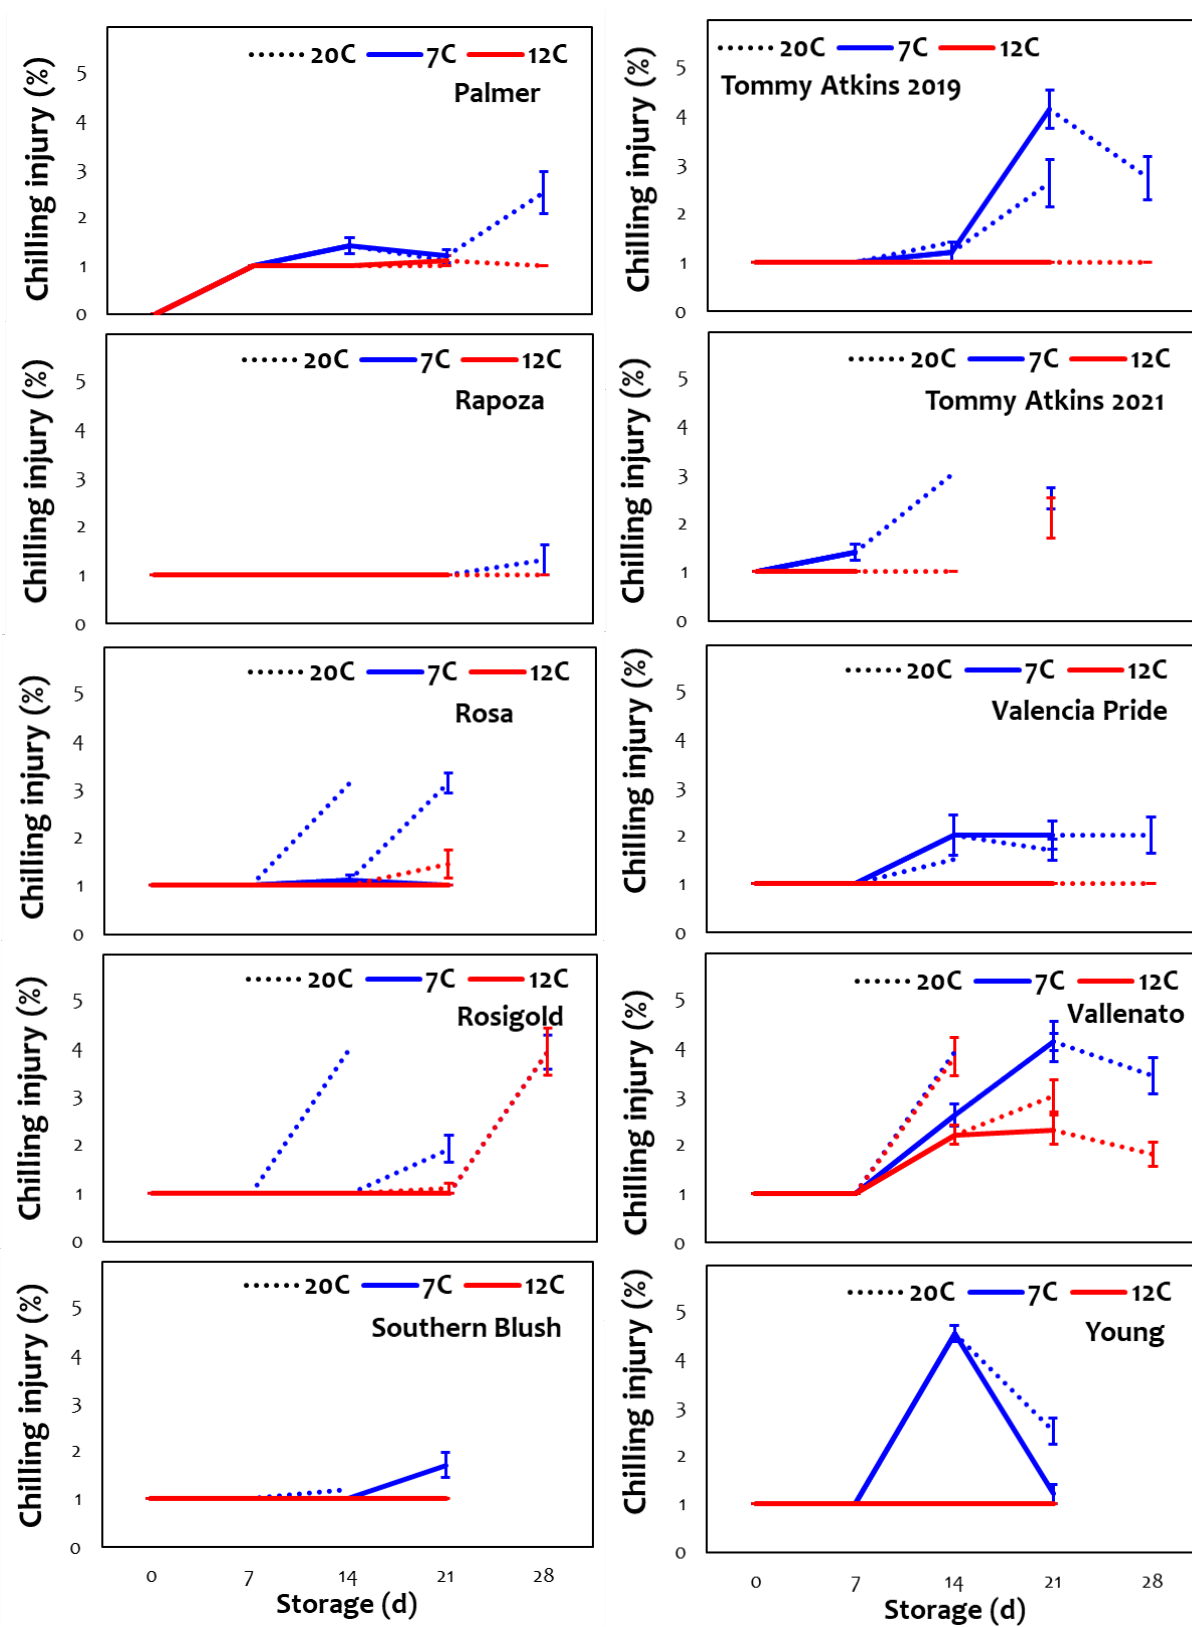 20C 7C 12C
Palmer
Chilling injury (%)
5
4
3
2
1
0
20C 7C 12C
Tommy Atkins 2019
Chilling injury (%)
5
4
3
2
1
0
20C 7C 12C
Rapoza
Chilling injury (%)
5
4
3
2
1
0
20C 7C 12C
Tommy Atkins 2021
Chilling injury (%)
5
4
3
2
1
0
20C 7C 12C
Rosa
Chilling injury (%)
5
4
3
2
1
0
20C 7C 12C
Valencia Pride
Chilling injury (%)
5
4
3
2
1
0
20C 7C 12C
Rosigold
Chilling injury (%)
5
4
3
2
1
0
20C 7C 12C
Vallenato
Chilling injury (%)
5
4
3
2
1
0
20C 7C 12C
Southern Blush
Chilling injury (%)
5
4
3
2
1
0
0 7 14 21 28
Storage (d)
20C 7C 12C
Young
Chilling injury (%)
5
4
3
2
1
0
0 7 14 21 28
Storage (d)